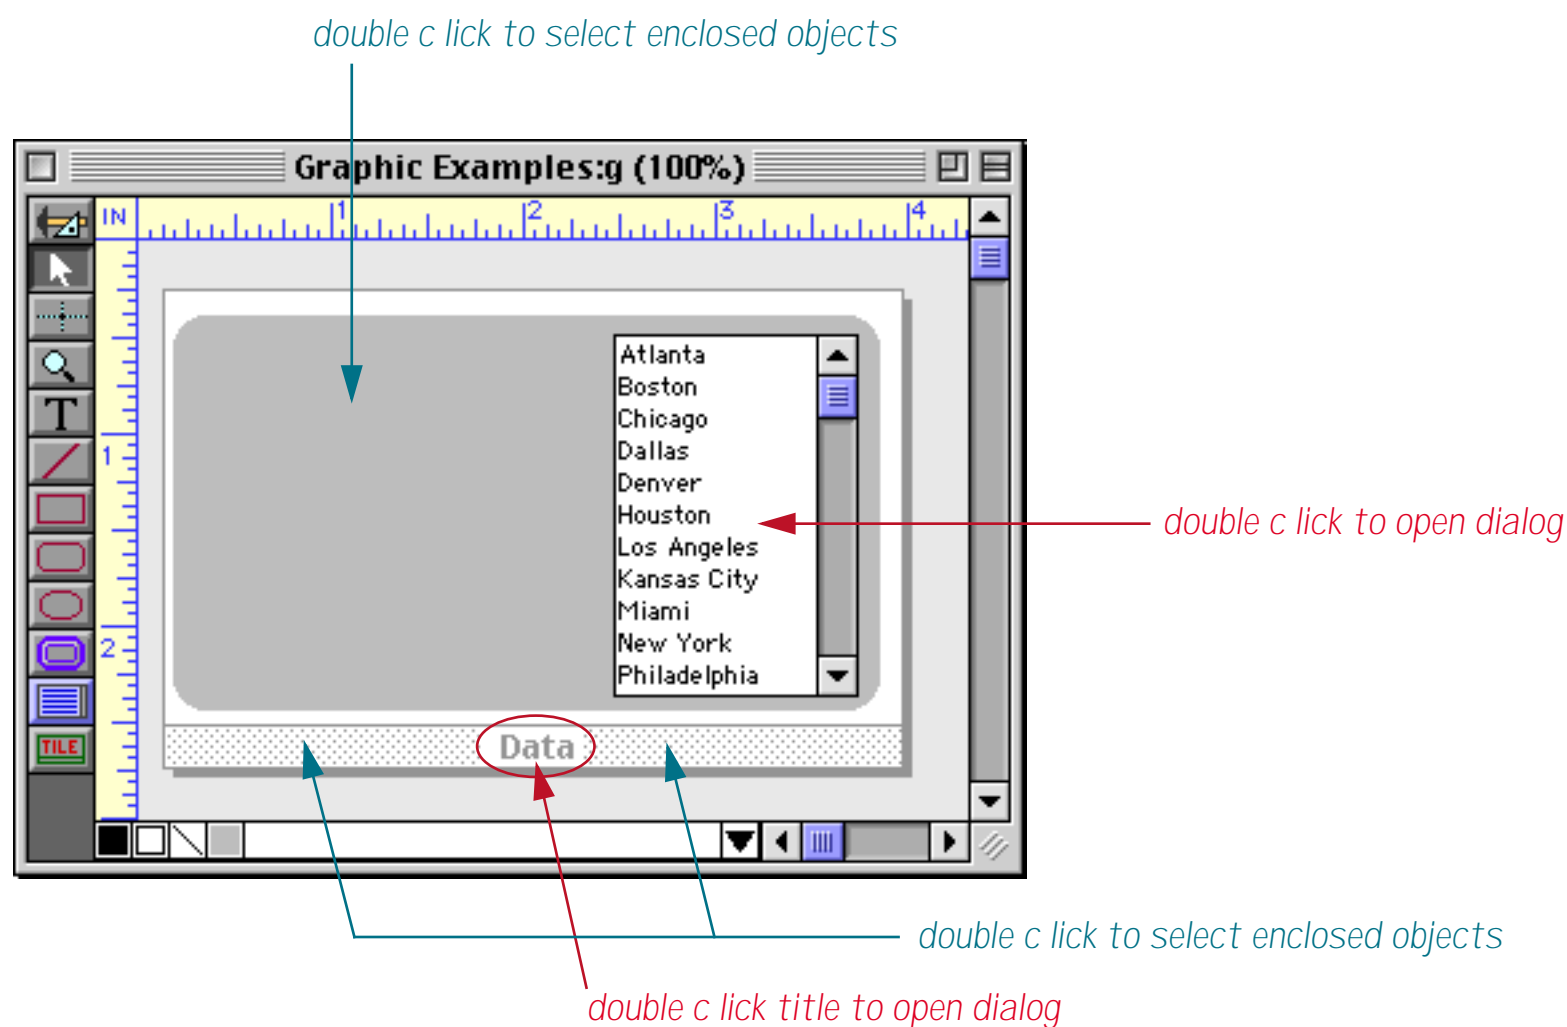 double c lick to select enclosed objects
Graphic Examples:g (100%)
IN 1 2 3 4
Atlanta
Boston
Chicago
Dallas
1
Denver
Houston
double c lick to open dialog
Los Angeles
Kansas City
Miami
2
New York
Philadelphia
T
TILE
Data
double c lick to select enclosed objects
double c lick title to open dialog